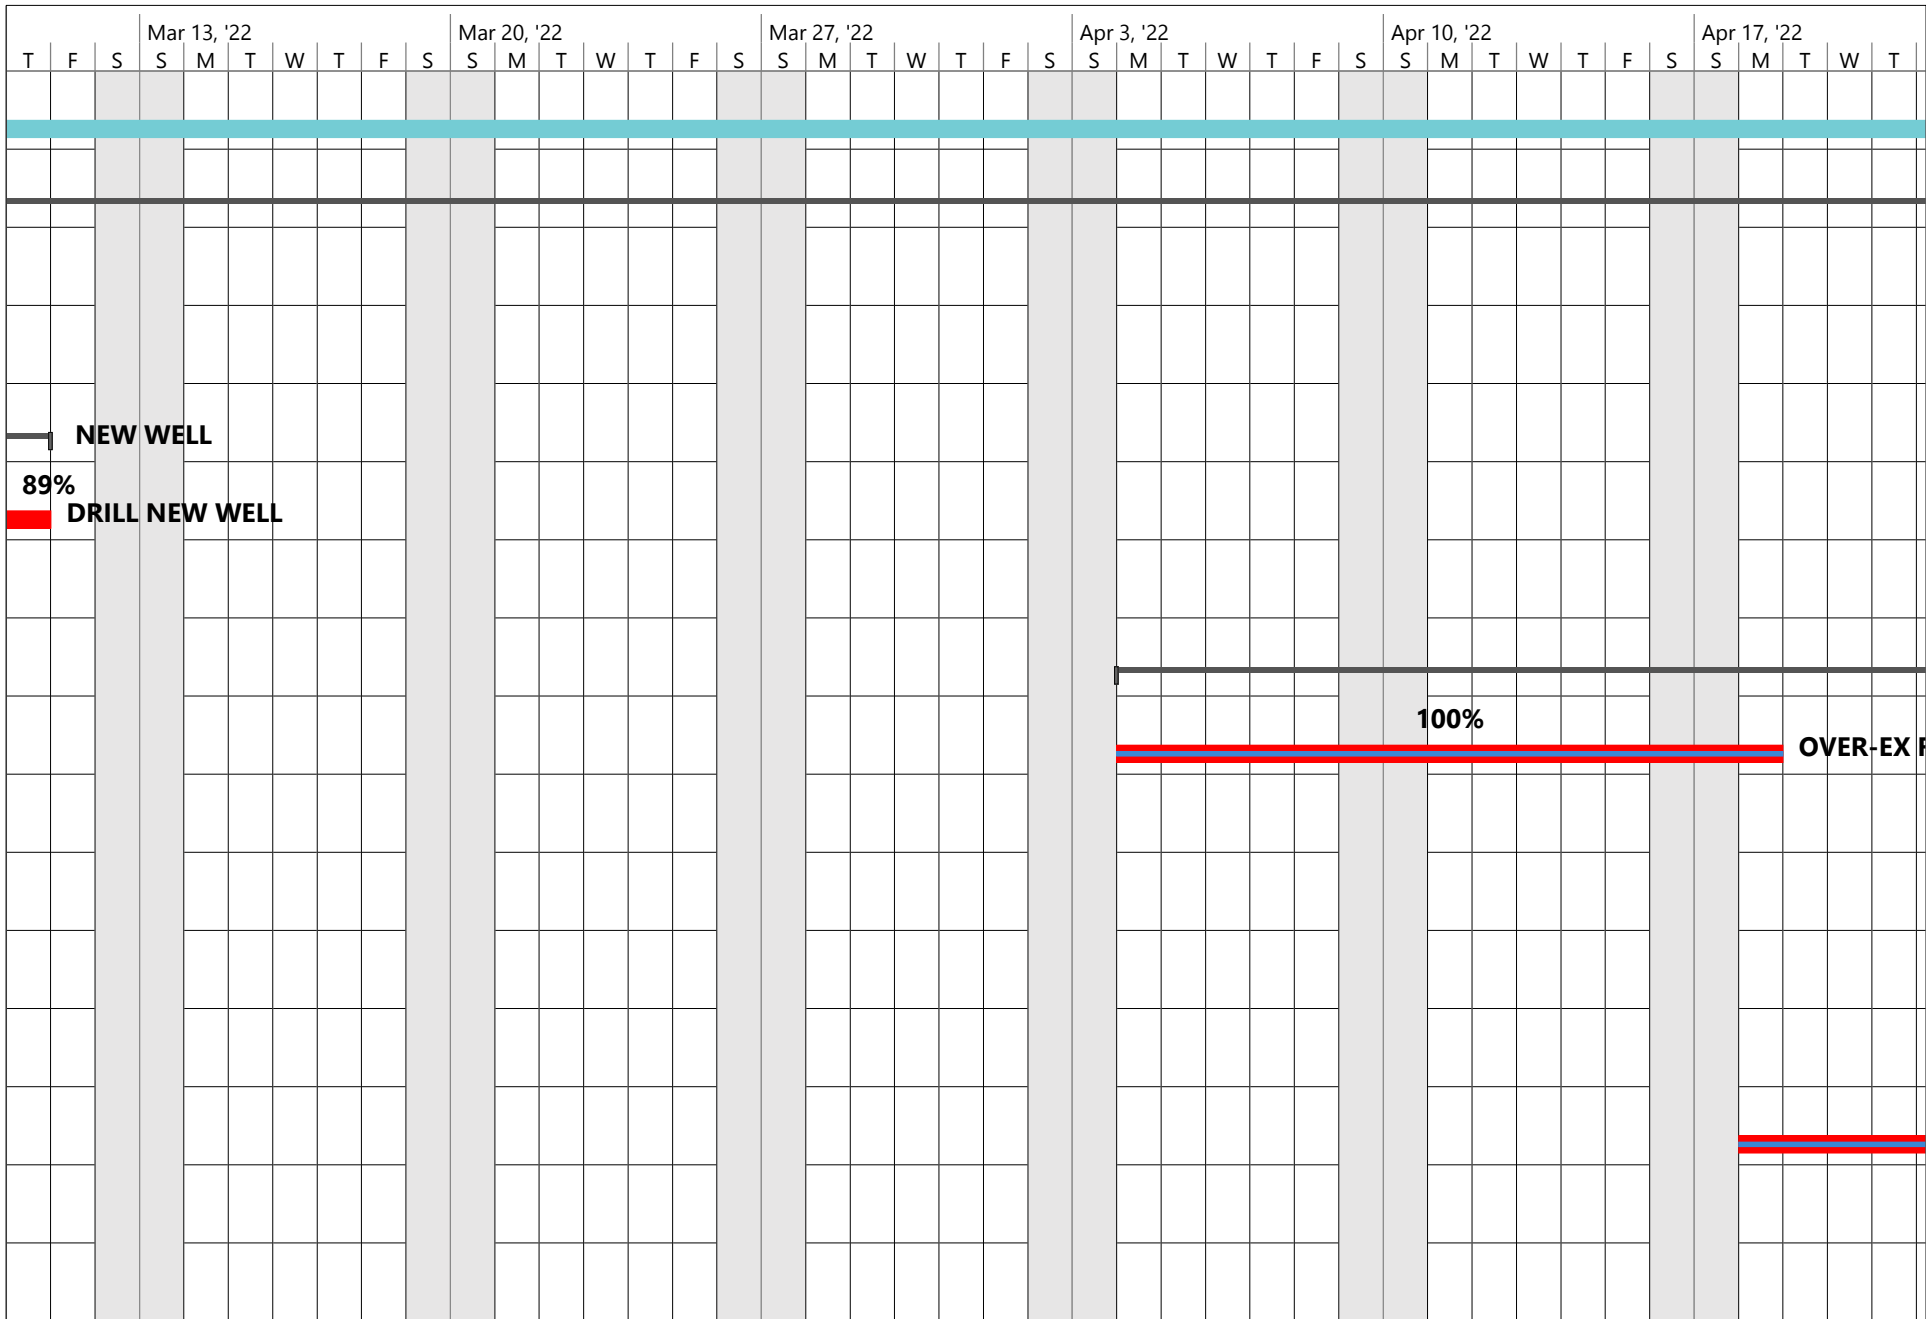 Mar 13, '22 Mar 20, '22 Mar 27, '22 Apr 3, '22 Apr 10, '22 Apr 17, '22
T F S S M T W T F S S M T W T F S S M T W T F S S M T W T F S S M T W T F S S M T W T
NEW WELL
89%
DRILL NEW WELL
100%
OVER-EX F